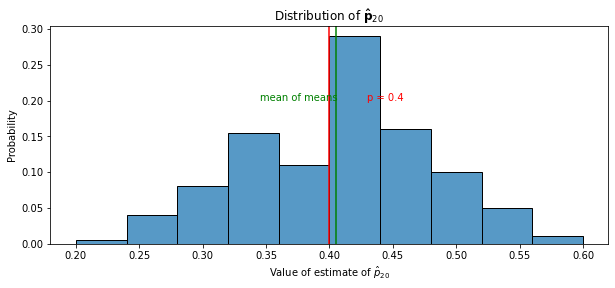 Distribution of p̂₂₀
Probability
0.30
0.25
0.20
0.15
0.10
0.05
0.00
mean of means
p = 0.4
0.20 0.25 0.30 0.35 0.40 0.45 0.50 0.55 0.60
Value of estimate of p̂₂₀